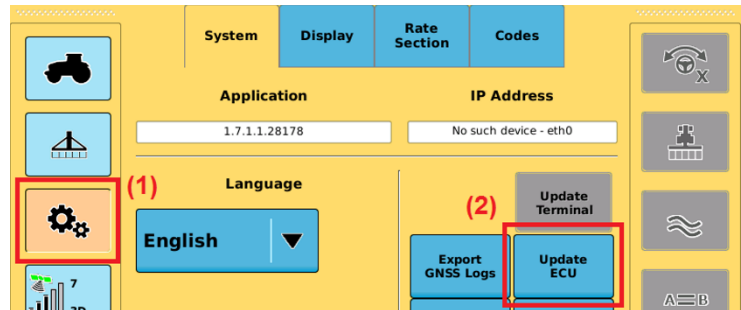 System
Display
Rate
Section
Codes
Application
IP Address
1.7.1.1.28178
No such device - eth0
(1)
Language
English
(2)
Update
Terminal
Export
GNSS Logs
Update
ECU
X
7
3D
A=B